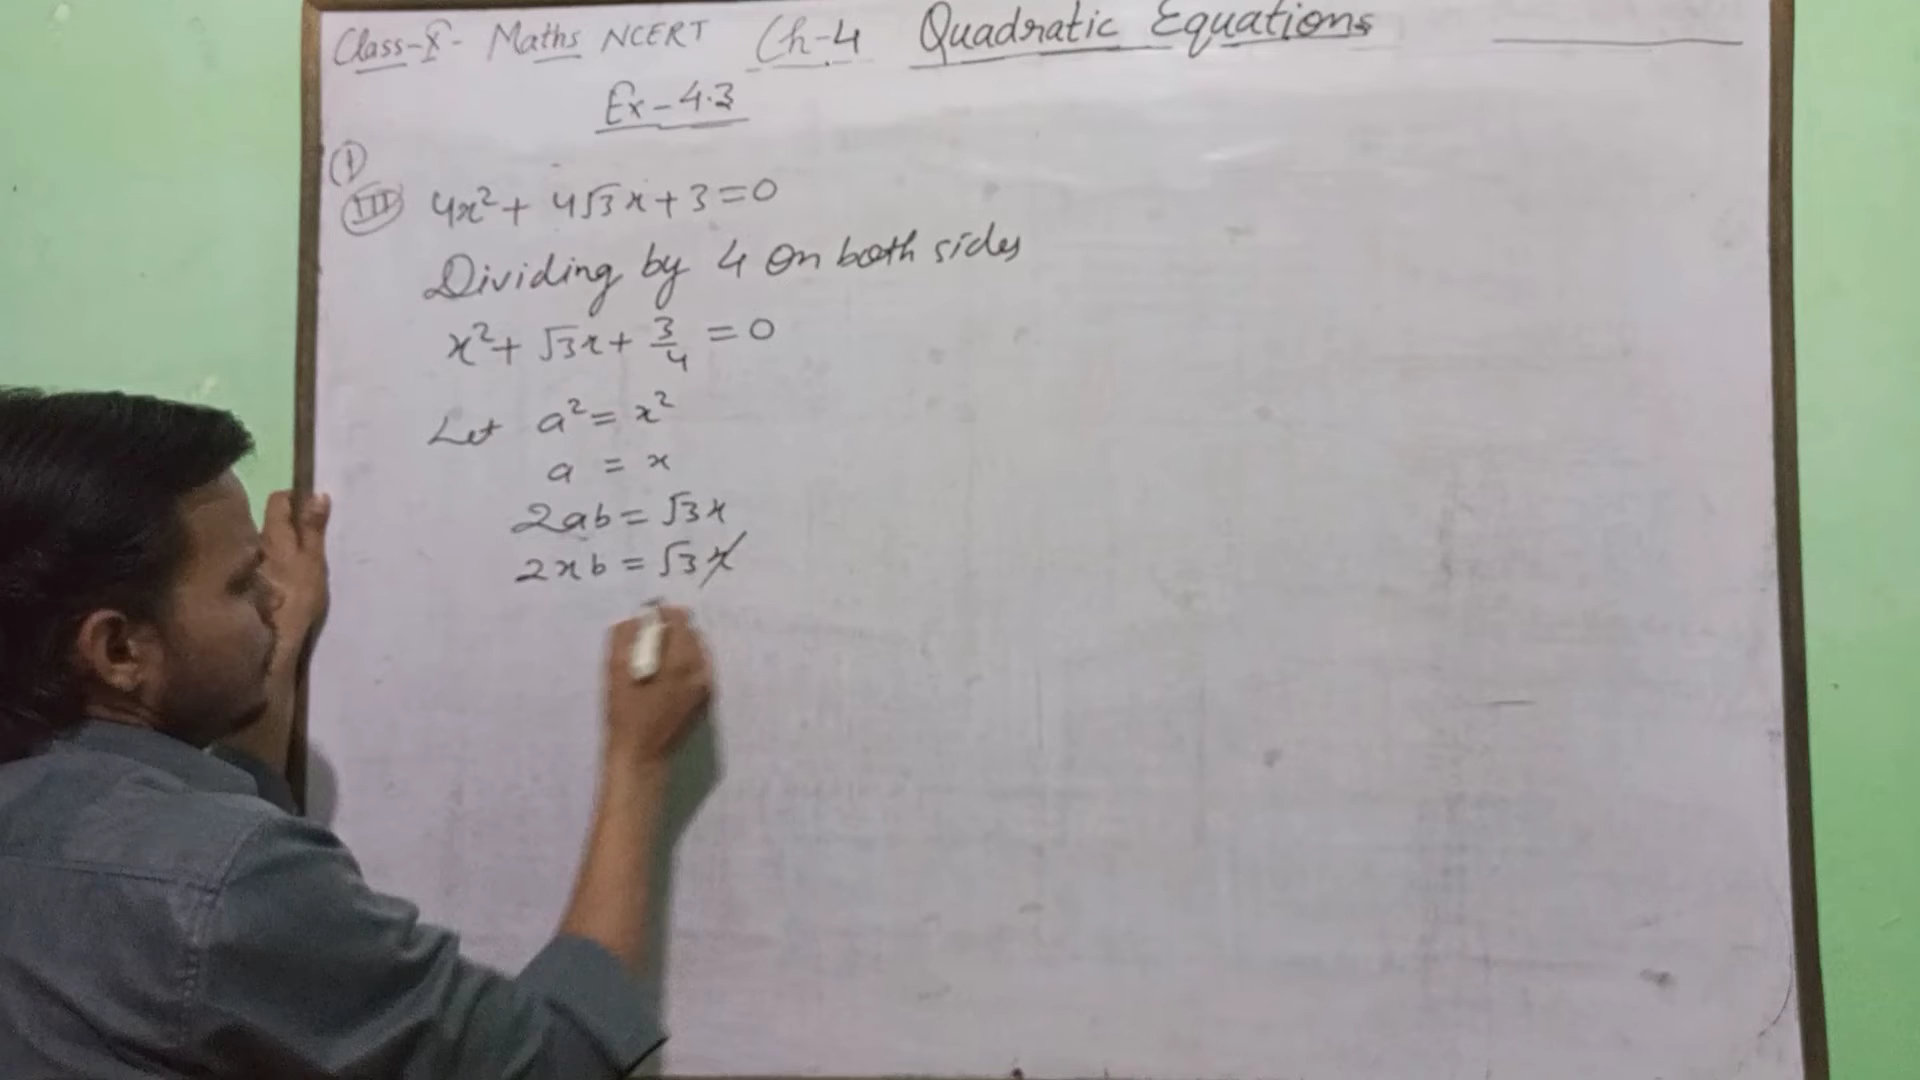 Class-X- Maths NCERT Ch-4 Quadratic Equations
Ex-4.3
(1)
(III) 4x²+ 4√3x+3=0
Dividing by 4 on both sides
x²+ √3x+ 3/4 =0
Let a²= x²
a = x
2ab= √3x
2xb = √3x